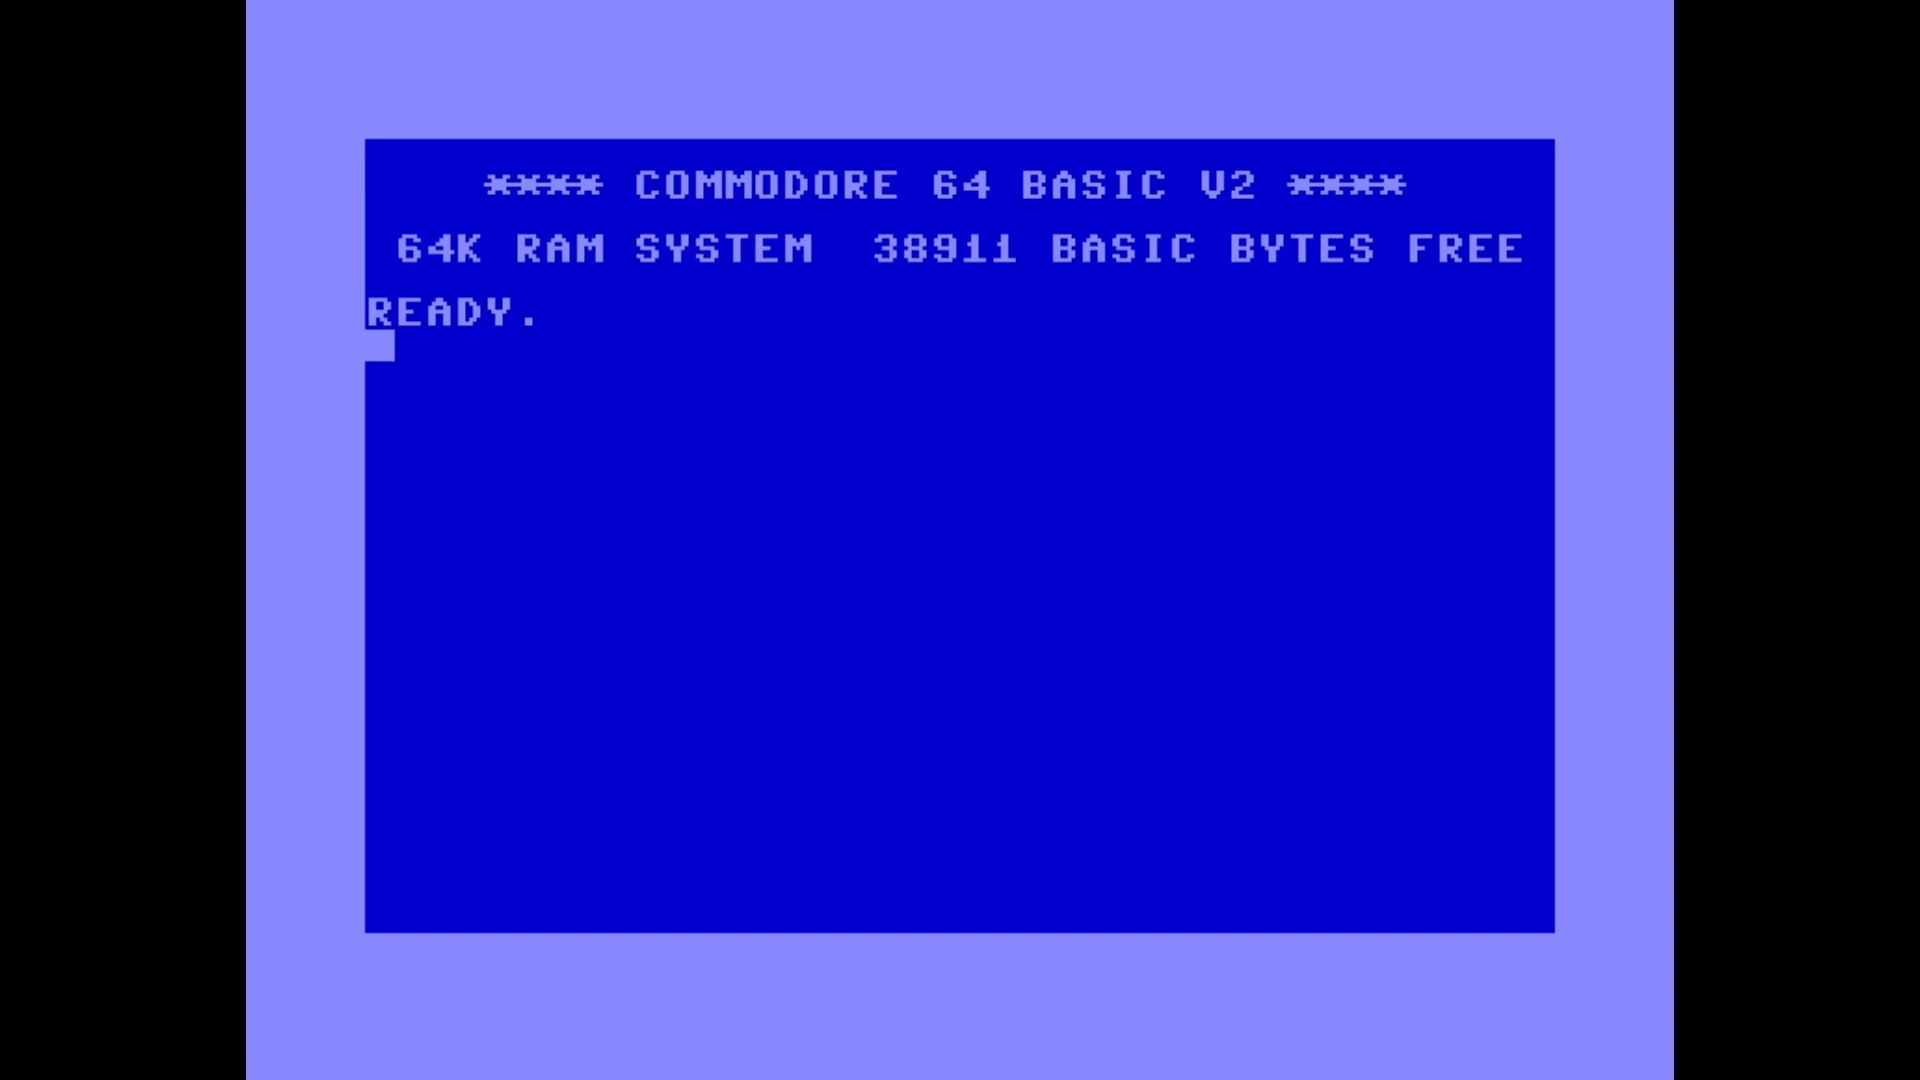 **** COMMODORE 64 BASIC V2 ****
64K RAM SYSTEM  38911 BASIC BYTES FREE
READY.